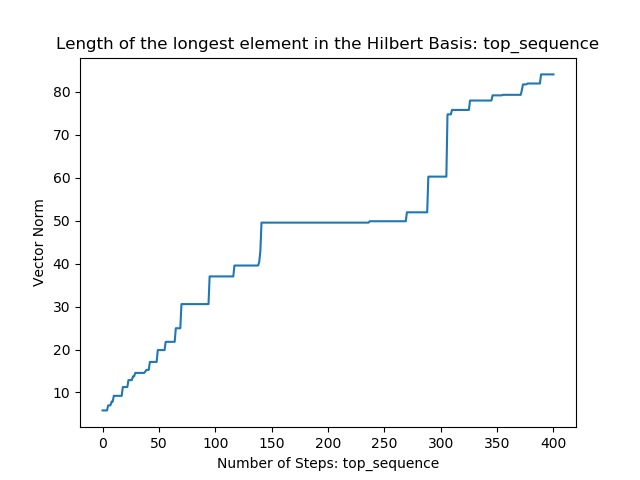 Length of the longest element in the Hilbert Basis: top_sequence
80
70
60
50
40
30
20
10
Vector Norm
0 50 100 150 200 250 300 350 400
Number of Steps: top_sequence